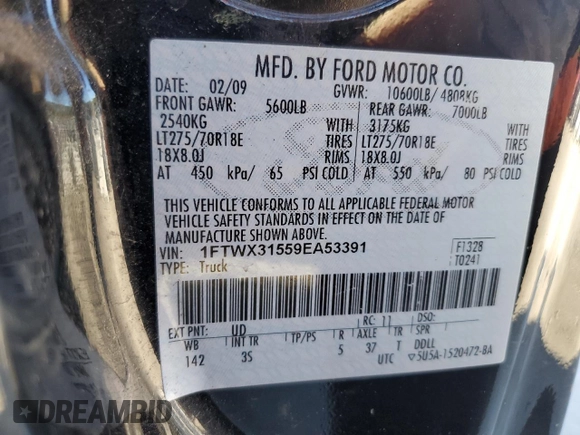 MFD. BY FORD MOTOR CO.
DATE: 02/09 GVWR: 10600LB/ 4808KG
FRONT GAWR: 5600LB REAR GAWR: 7000LB
2540KG 3175KG
LT275/70R18E TIRES LT275/70R18E TIRES
18X8.0J RIMS 18X8.0J RIMS
AT 450 kPa/ 65 PSI COLD AT 550 kPa/ 80 PSI COLD
THIS VEHICLE CONFORMS TO ALL APPLICABLE FEDERAL MOTOR
VEHICLE SAFETY STANDARDS IN EFFECT ON THE DATE OF
MANUFACTURE SHOWN ABOVE.
VIN: 1FTWX31559EA53391 F1328
TYPE: Truck T0241
RC: 11 DSO:
EXT PNT: UD
WB INT TR TP/PS R AXLE TR SPR
142 3S 5 37 T DDLL
UTC ▽5U5A-1520472-BA
DREAMBID